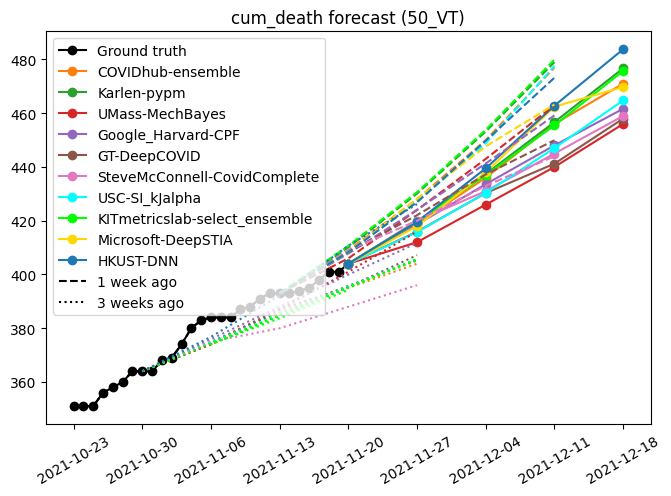 cum_death forecast (50_VT)
480
460
440
420
400
380
360
Ground truth
COVIDhub-ensemble
Karlen-pypm
UMass-MechBayes
Google_Harvard-CPF
GT-DeepCOVID
SteveMcConnell-CovidComplete
USC-SI_kJalpha
KITmetricslab-select_ensemble
Microsoft-DeepSTIA
HKUST-DNN
1 week ago
3 weeks ago
2021-10-23
2021-10-30
2021-11-06
2021-11-13
2021-11-20
2021-11-27
2021-12-04
2021-12-11
2021-12-18